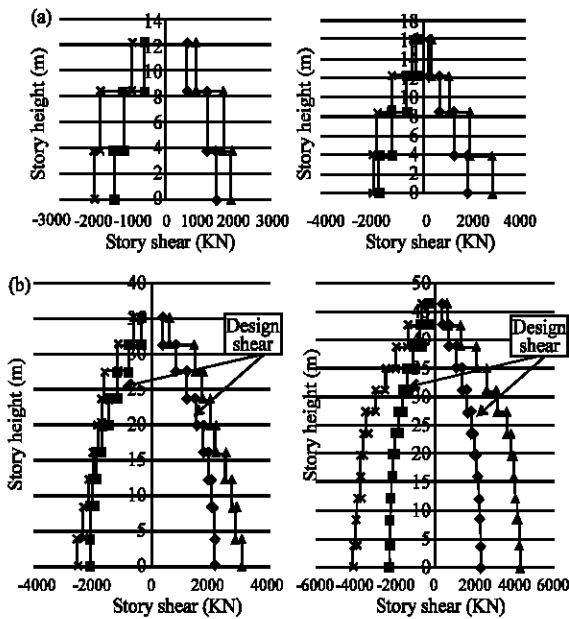 (a)
14
12
10
8
6
4
2
0
Story height (m)
-3000 -2000 -1000 0 1000 2000 3000
Story shear (KN)
18
16
14
12
10
8
6
4
2
0
Story height (m)
-4000 -2000 0 2000 4000
Story shear (KN)
(b)
40
35
30
25
20
15
10
5
0
Story height (m)
Design
shear
-4000 -2000 0 2000 4000
Story shear (KN)
50
45
40
35
30
25
20
15
10
5
0
Story height (m)
Design
shear
-6000 -4000 -2000 0 2000 4000 6000
Story shear (KN)